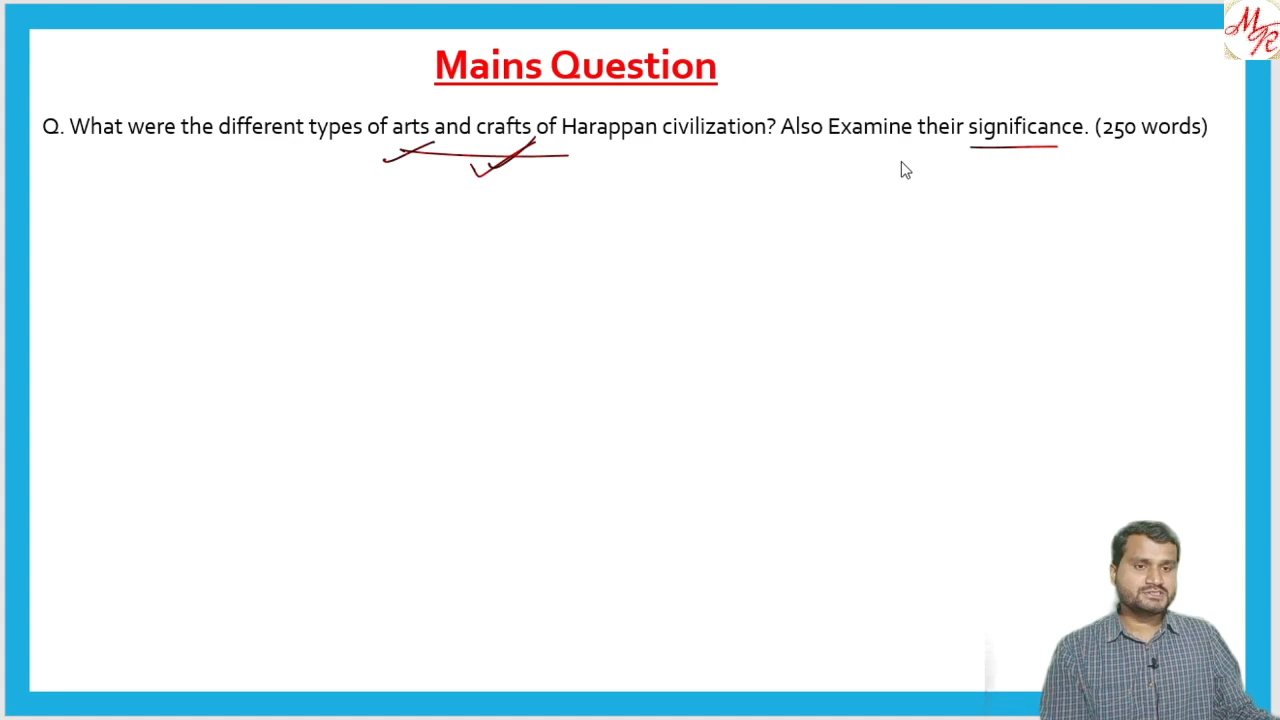 Mains Question
Q. What were the different types of arts and crafts of Harappan civilization? Also Examine their significance. (250 words)